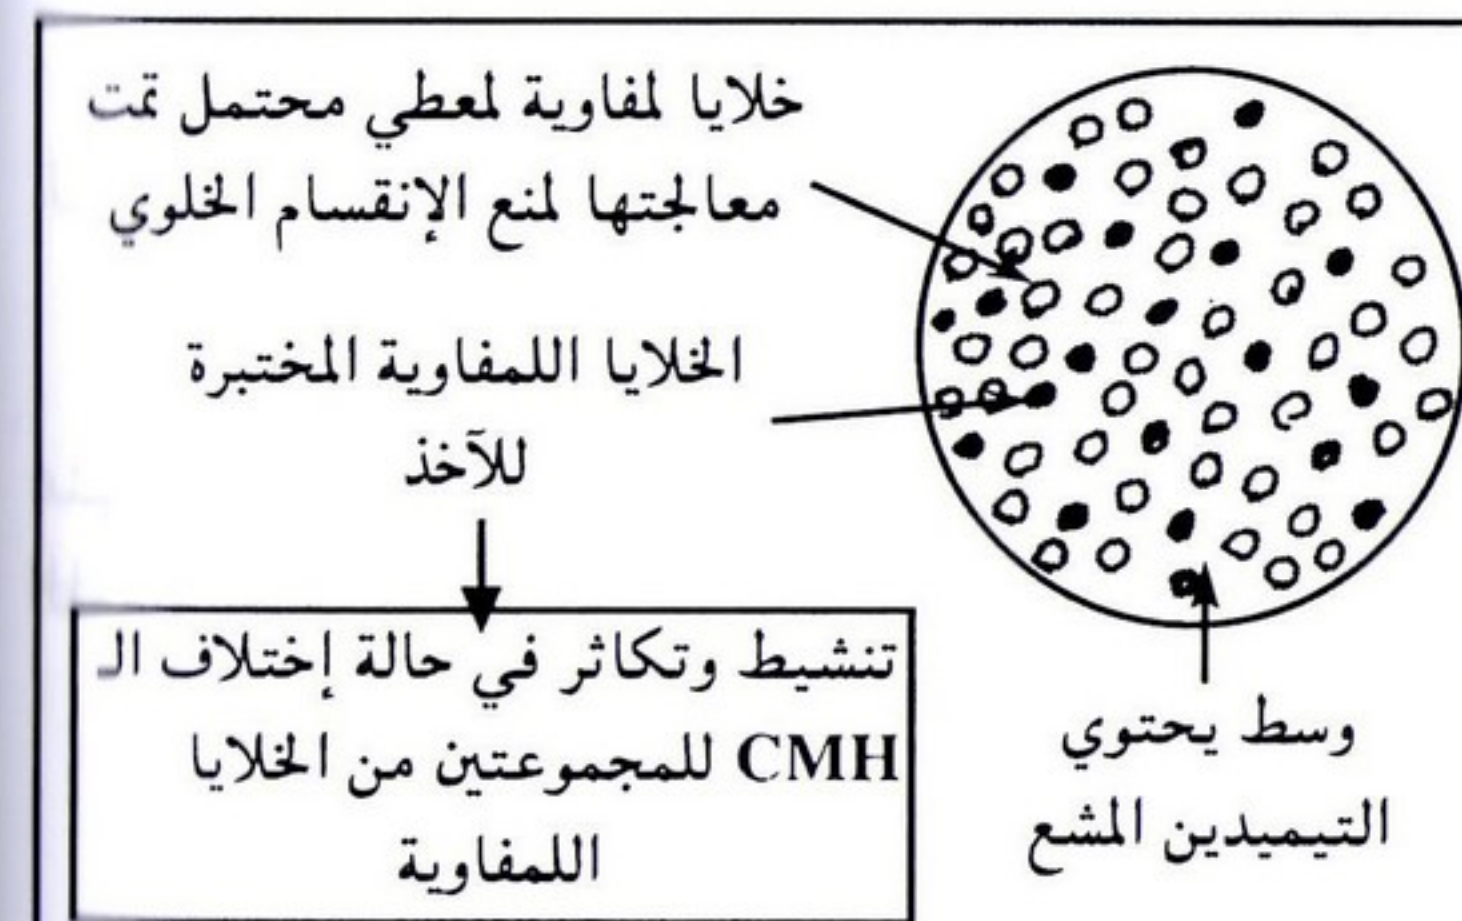 خلايا لمفاوية لمعطي محتمل تمت
معالجتها لمنع الإنقسام الخلوي
الخلايا اللمفاوية المختبرة
للآخذ
تنشيط وتكاثر في حالة إختلاف الـ
CMH للمجموعتين من الخلايا
اللمفاوية
وسط يحتوي
التيميدين المشع